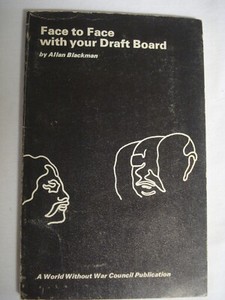 Face to Face
with your Draft Board
by Allan Blackman
A World Without War Council Publication